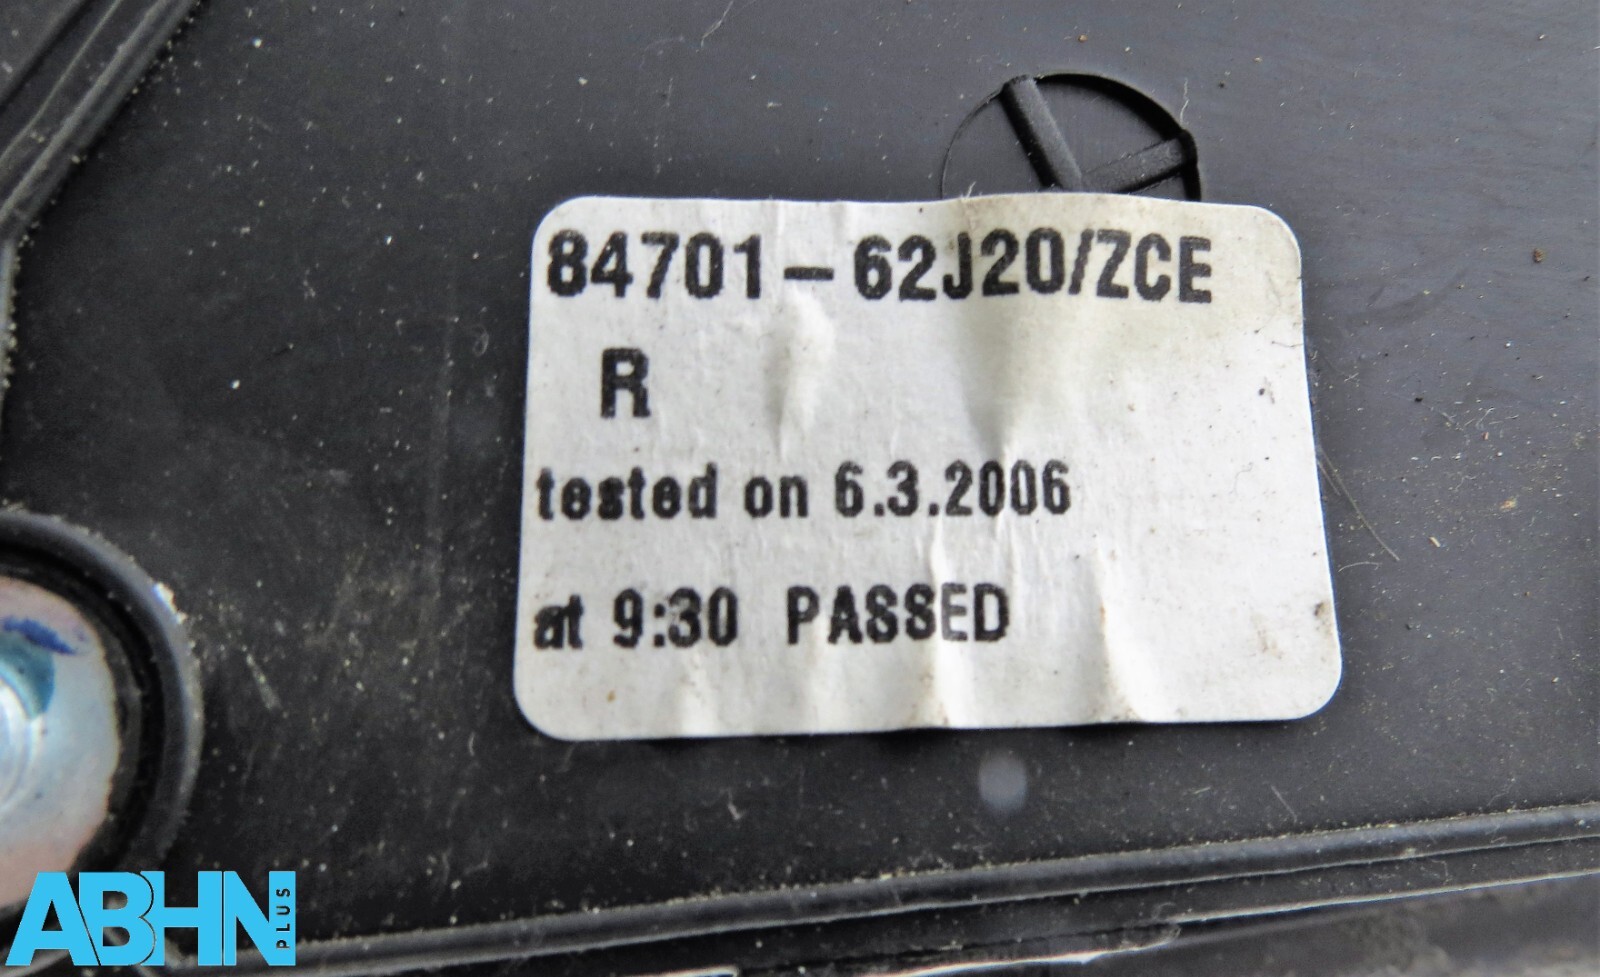 84701-62J20/ZCE
R
tested on 6.3.2006
at 9:30 PASSED
ABHN PLUS